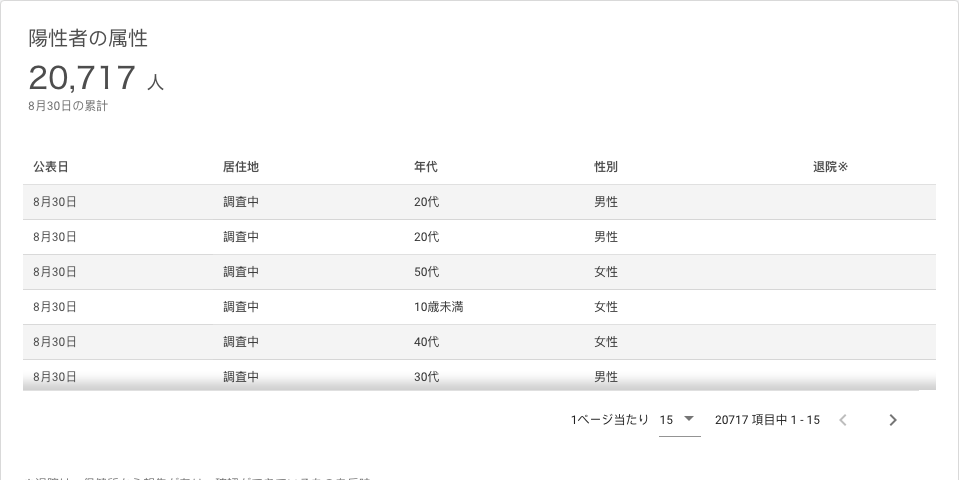 陽性者の属性
20,717 人
8月30日の累計
公表日 居住地 年代 性別 退院※
8月30日 調査中 20代 男性
8月30日 調査中 20代 男性
8月30日 調査中 50代 女性
8月30日 調査中 10歳未満 女性
8月30日 調査中 40代 女性
8月30日 調査中 30代 男性
1ページ当たり 15 20717 項目中 1 - 15